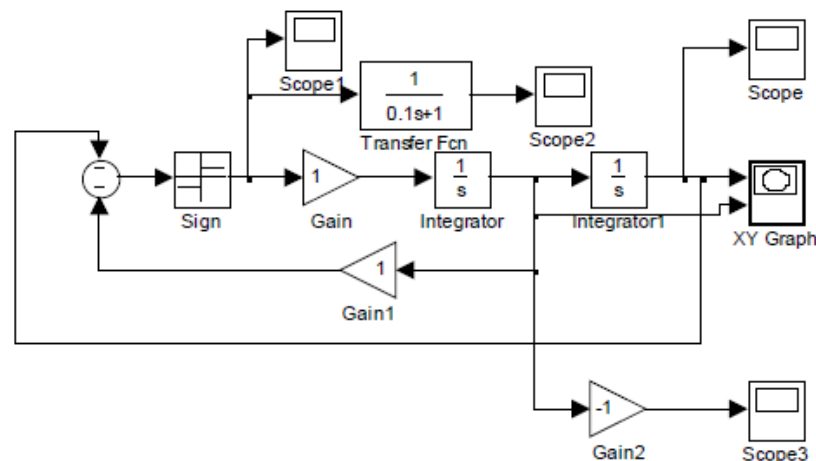 Scope1
1
0.1s+1
Transfer Fcn
Scope2
Scope
Sign
1
Gain
1
s
Integrator
1
s
Integrator1
XY Graph
1
Gain1
-1
Gain2
Scope3